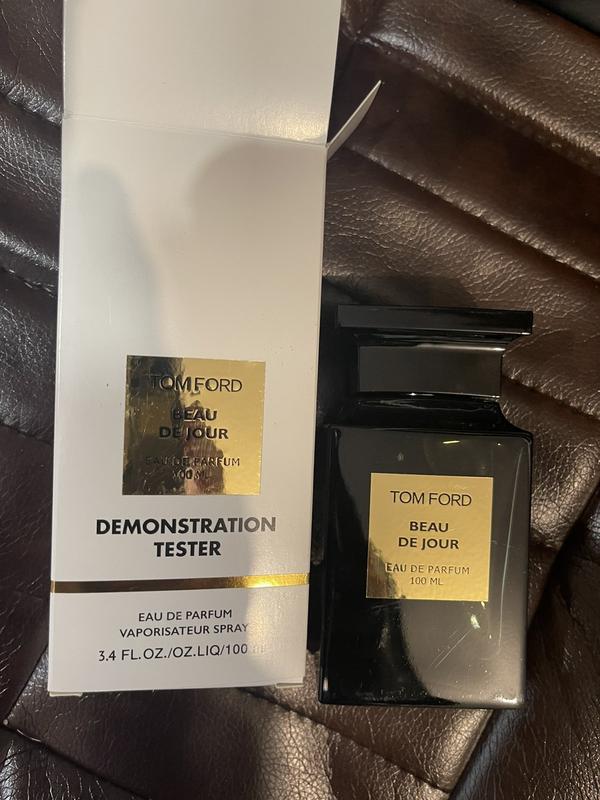 TOM FORD
BEAU
DE JOUR
EAU DE PARFUM
100 ML
DEMONSTRATION
TESTER
EAU DE PARFUM
VAPORISATEUR SPRAY
3.4 FL.OZ./OZ.LIQ/100
TOM FORD
BEAU
DE JOUR
EAU DE PARFUM
100 ML